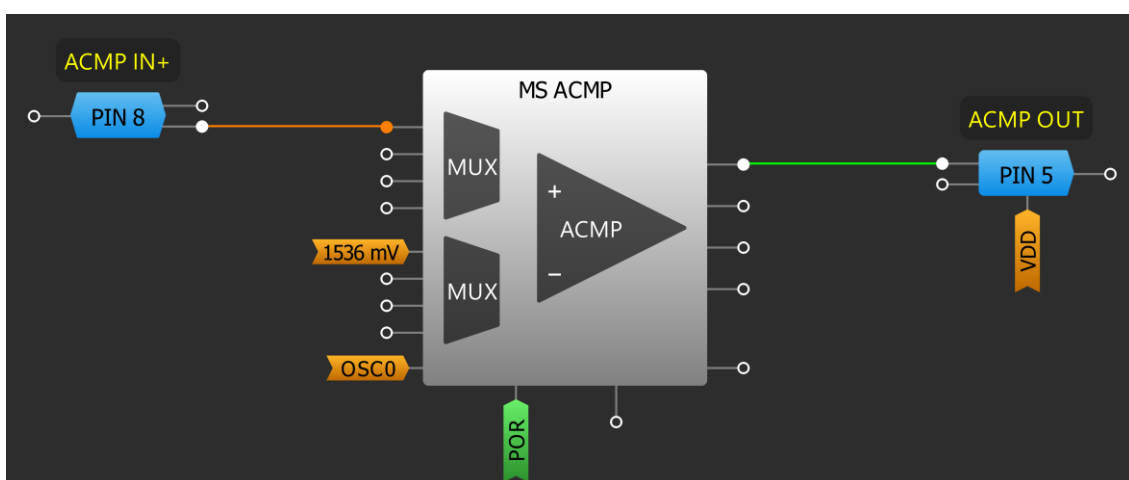 ACMP IN+
PIN 8
MS ACMP
MUX
+
ACMP
−
1536 mV
MUX
OSC0
POR
ACMP OUT
PIN 5
VDD